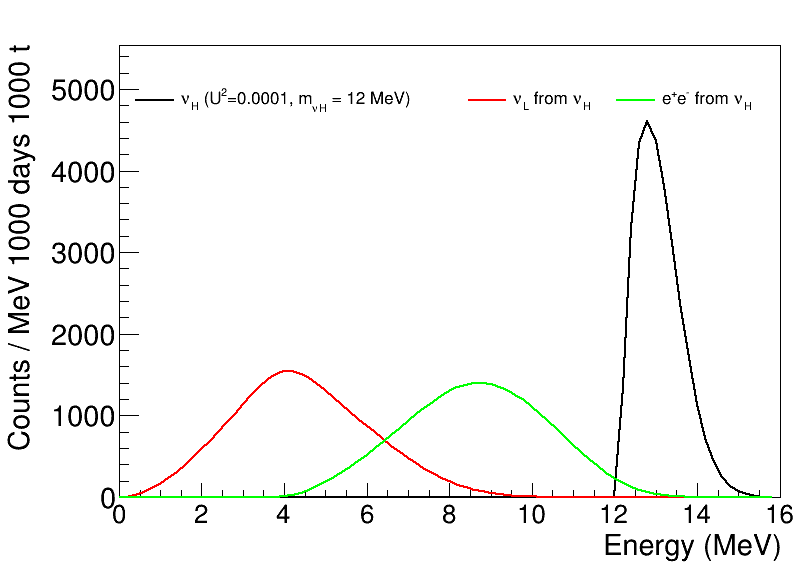 Counts / MeV 1000 days 1000 t
5000
4000
3000
2000
1000
0
ν_H (U²=0.0001, m_νH = 12 MeV)
ν_L from ν_H
e⁺e⁻ from ν_H
0 2 4 6 8 10 12 14 16
Energy (MeV)